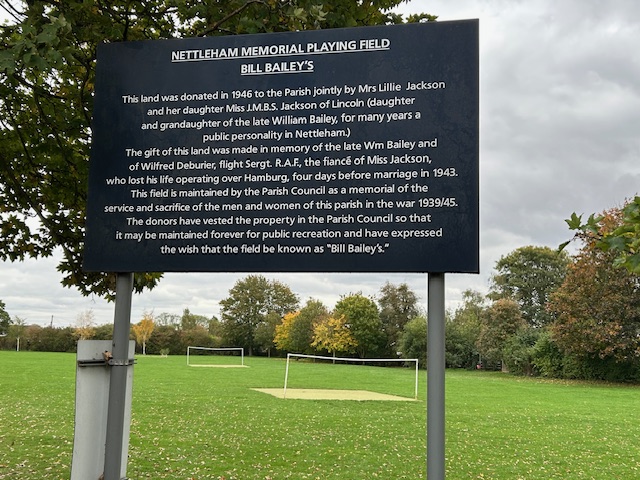 NETTLEHAM MEMORIAL PLAYING FIELD
BILL BAILEY'S
This land was donated in 1946 to the Parish jointly by Mrs Lillie Jackson
and her daughter Miss J.M.B.S. Jackson of Lincoln (daughter
and grandaughter of the late William Bailey, for many years a
public personality in Nettleham.)
The gift of this land was made in memory of the late Wm Bailey and
of Wilfred Deburier, flight Sergt. R.A.F., the fiancé of Miss Jackson,
who lost his life operating over Hamburg, four days before marriage in 1943.
This field is maintained by the Parish Council as a memorial of the
service and sacrifice of the men and women of this parish in the war 1939/45.
The donors have vested the property in the Parish Council so that
it may be maintained forever for public recreation and have expressed
the wish that the field be known as "Bill Bailey's."